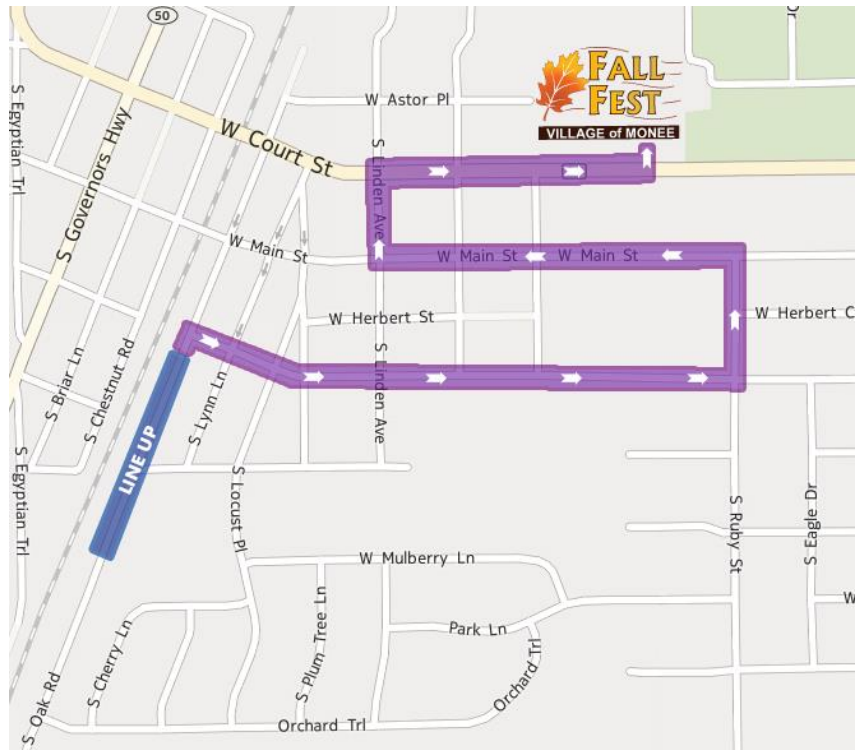 50
Dr
W Astor Pl
FALL
FEST
VILLAGE of MONEE
S Egyptian Trl
S Governors Hwy
W Court St
S Linden Ave
W Main St
W Main St
W Main St
W Herbert St
W Herbert C
S Briar Ln
S Chestnut Rd
S Lynn Ln
S Linden Ave
LINE UP
S Egyptian Trl
S Locust Pl
S Ruby St
S Eagle Dr
W Mulberry Ln
W
S Cherry Ln
S Plum Tree Ln
Park Ln
Orchard Trl
S Oak Rd
Orchard Trl